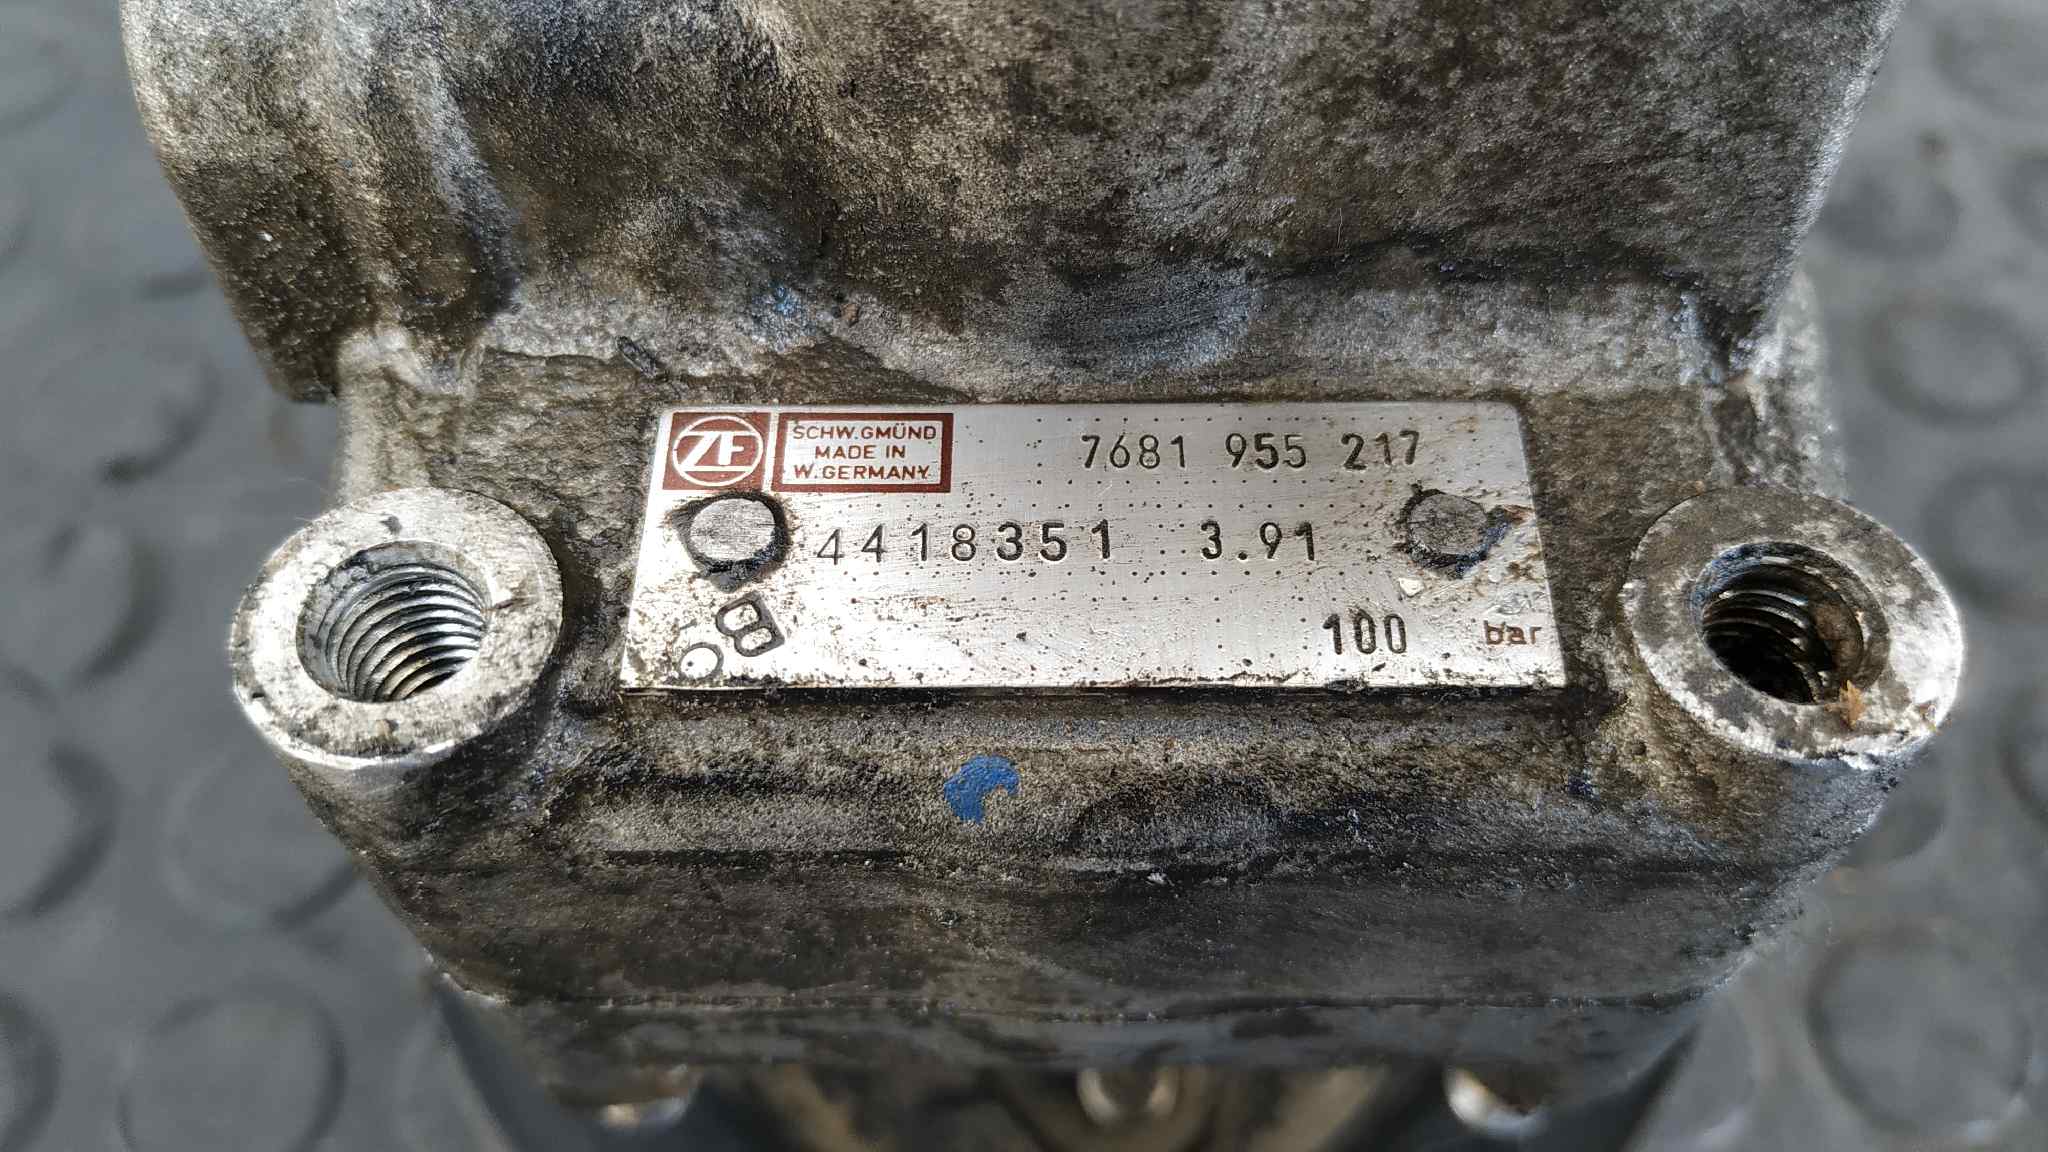 ZF
SCHW. GMÜND
MADE IN
W. GERMANY
7681 955 217
4418351 3.91
B
100 bar